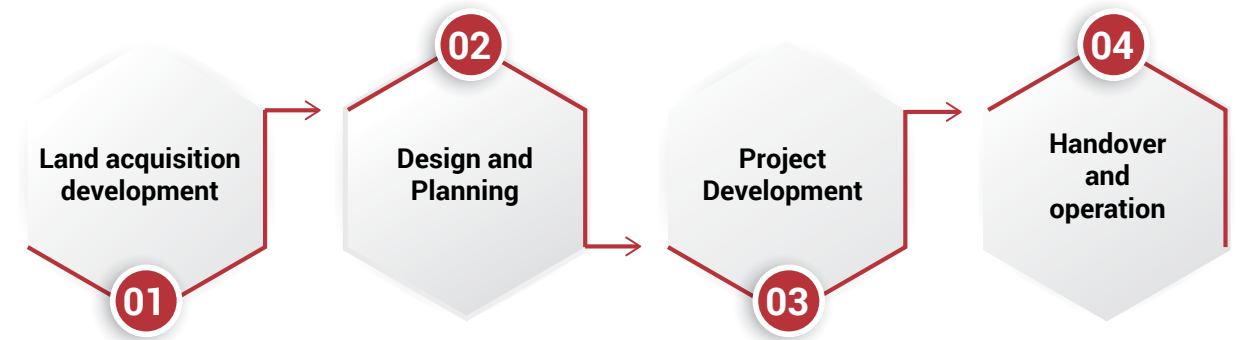 01
Land acquisition
development
02
Design and
Planning
03
Project
Development
04
Handover
and
operation